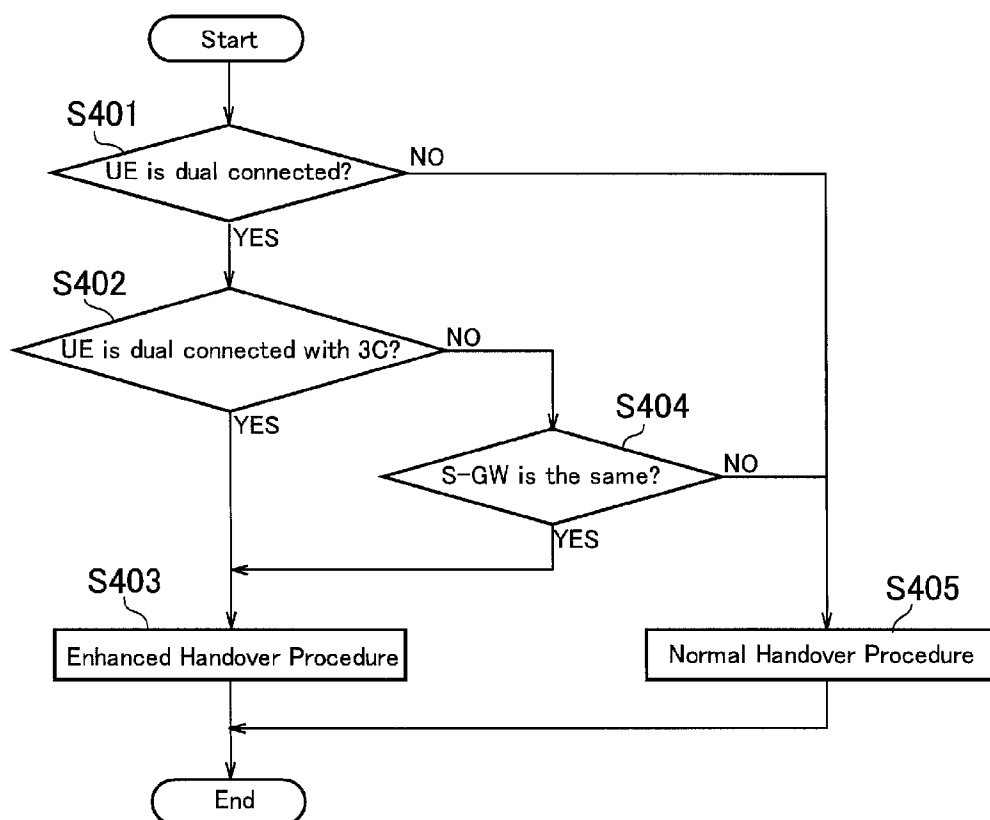 Start
S401
UE is dual connected?
NO
YES
S402
UE is dual connected with 3C?
NO
YES
S404
S-GW is the same?
NO
YES
S403
Enhanced Handover Procedure
S405
Normal Handover Procedure
End